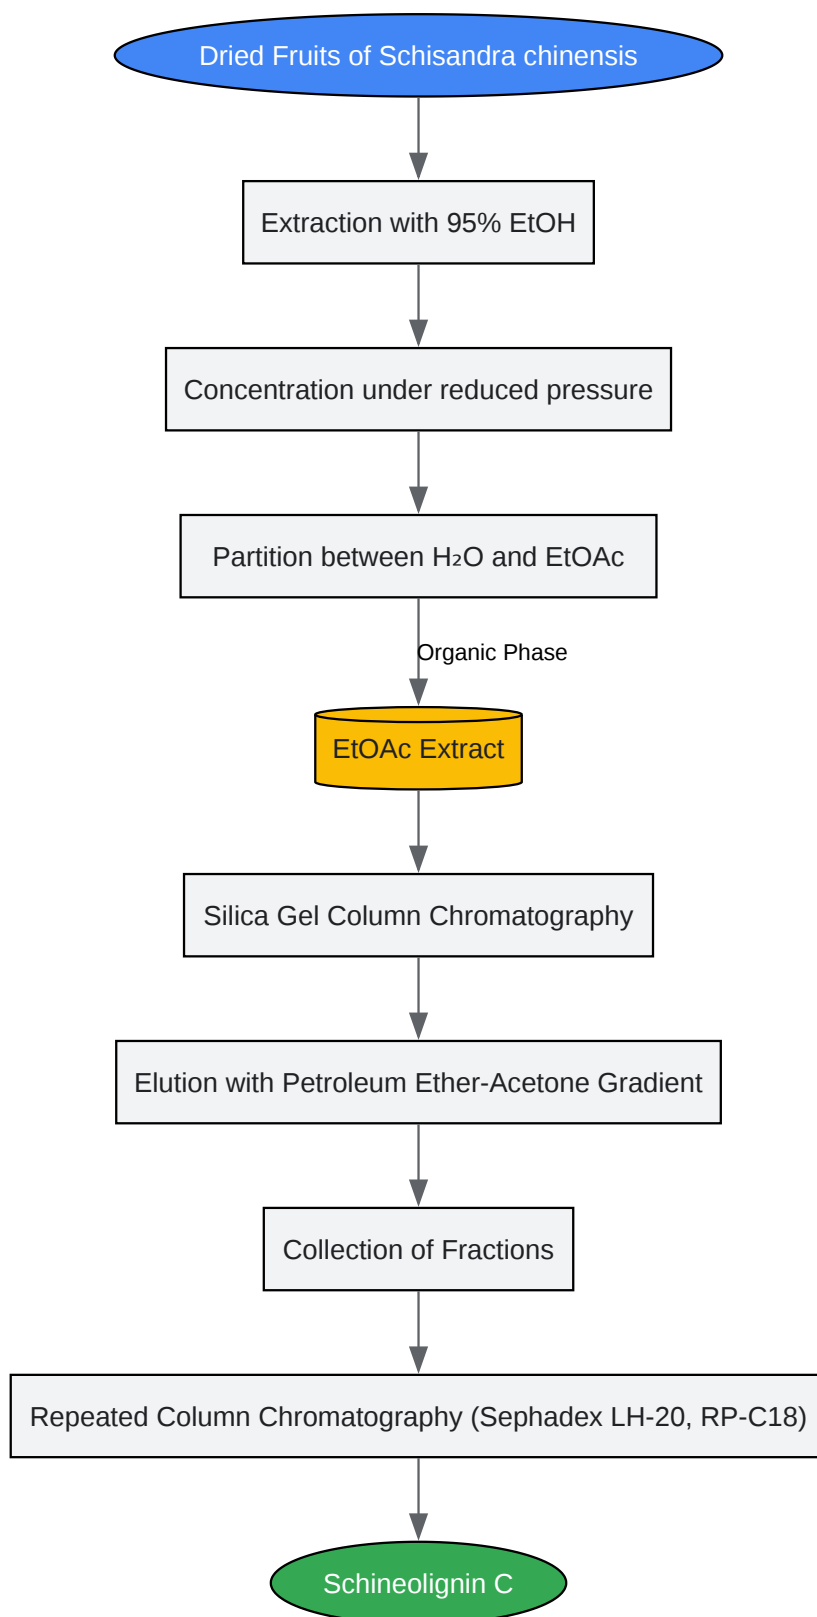 Dried Fruits of Schisandra chinensis
Extraction with 95% EtOH
Concentration under reduced pressure
Partition between H₂O and EtOAc
Organic Phase
EtOAc Extract
Silica Gel Column Chromatography
Elution with Petroleum Ether-Acetone Gradient
Collection of Fractions
Repeated Column Chromatography (Sephadex LH-20, RP-C18)
Schineolignin C